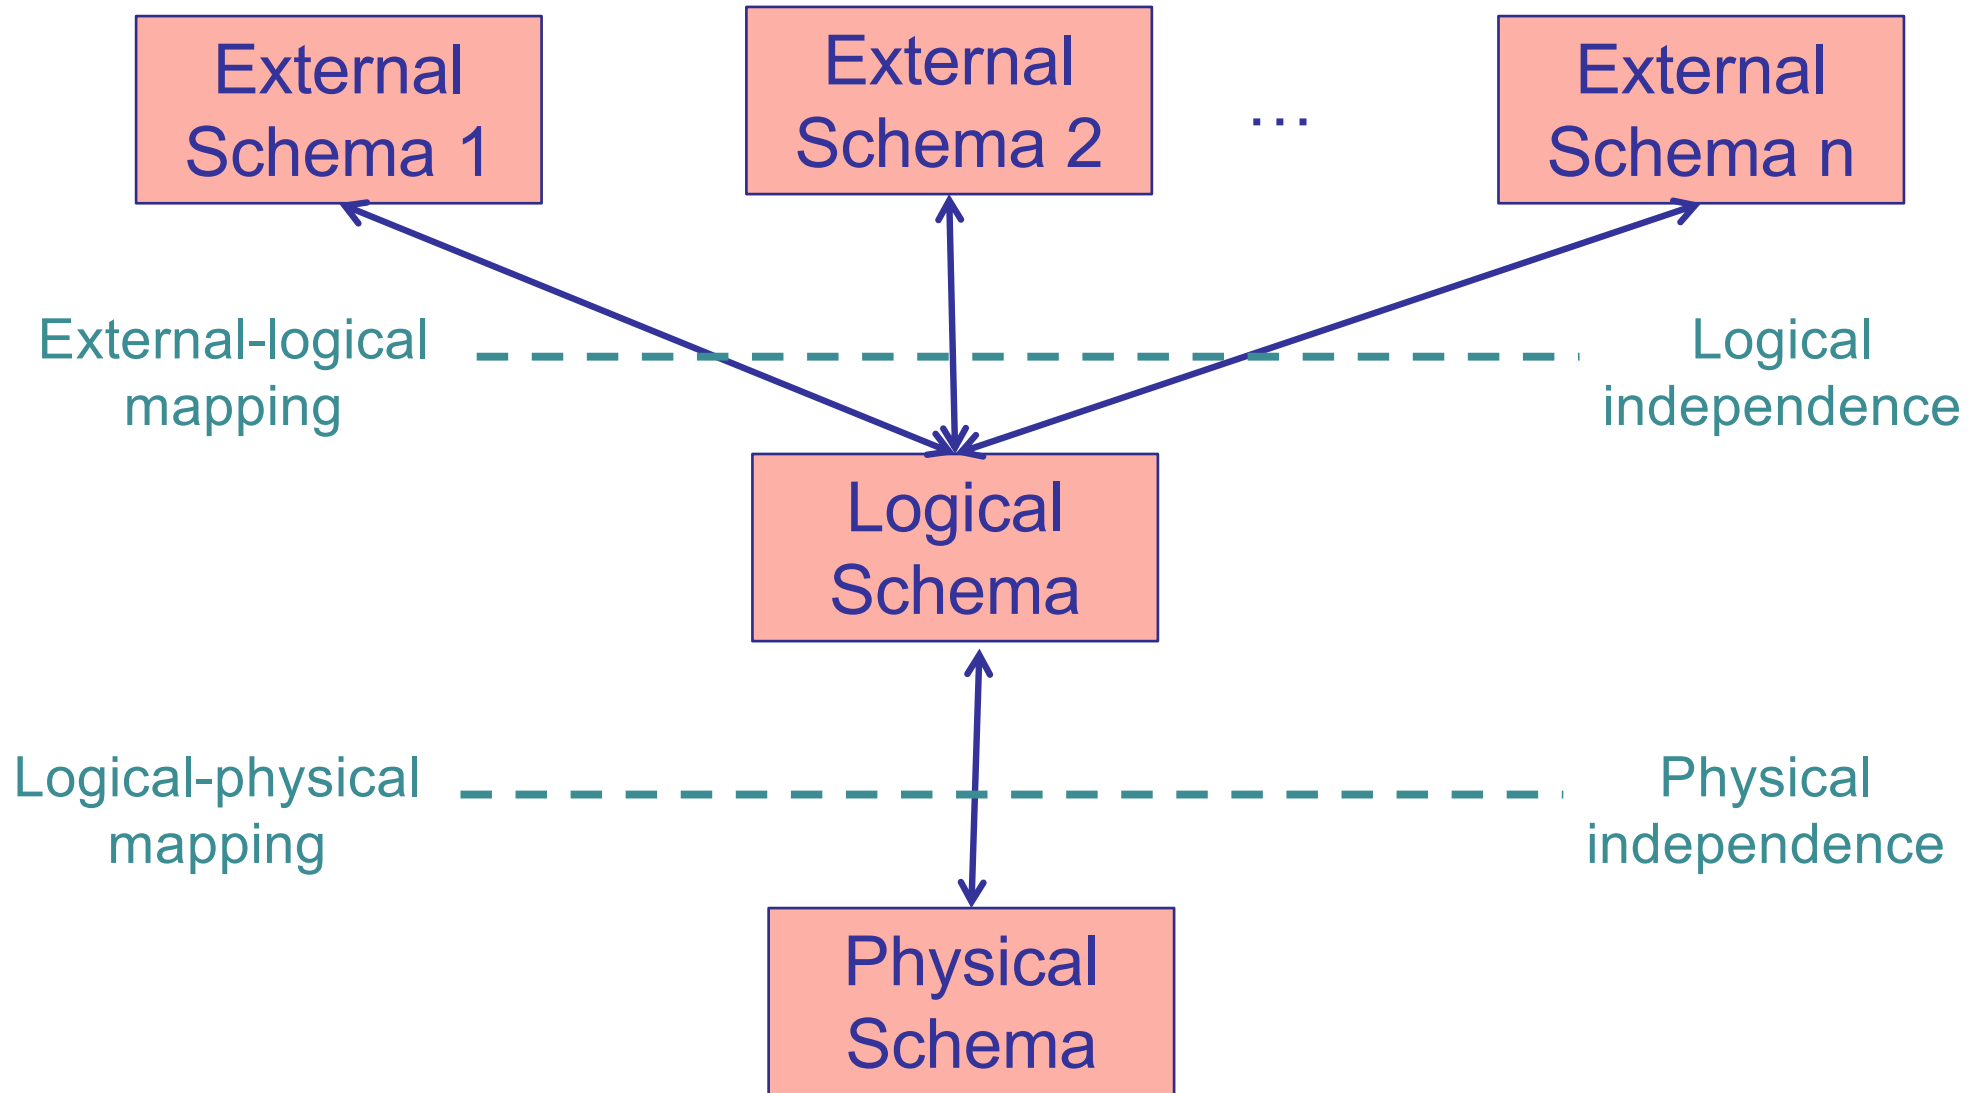 External
Schema 1
External
Schema 2
…
External
Schema n
External-logical
mapping
Logical
independence
Logical
Schema
Logical-physical
mapping
Physical
independence
Physical
Schema